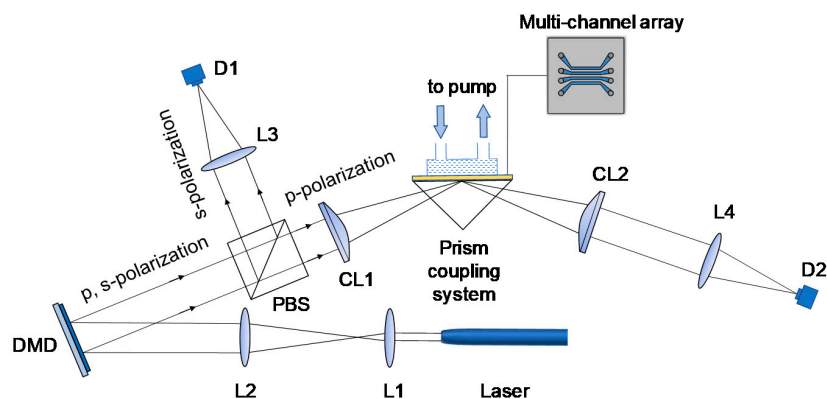 Multi-channel array
D1
to pump
L3
s-polarization
p-polarization
CL2
L4
p, s-polarization
CL1
Prism
coupling
system
D2
PBS
DMD
L2
L1
Laser